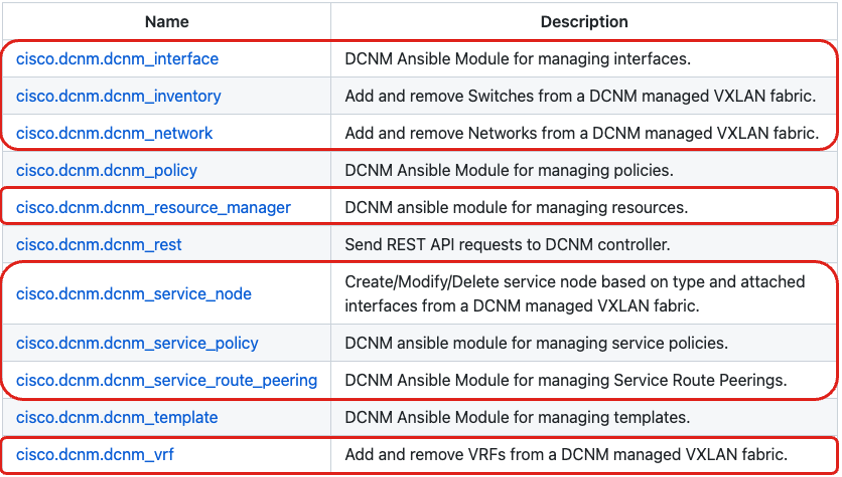 Name Description
cisco.dcnm.dcnm_interface DCNM Ansible Module for managing interfaces.
cisco.dcnm.dcnm_inventory Add and remove Switches from a DCNM managed VXLAN fabric.
cisco.dcnm.dcnm_network Add and remove Networks from a DCNM managed VXLAN fabric.
cisco.dcnm.dcnm_policy DCNM Ansible Module for managing policies.
cisco.dcnm.dcnm_resource_manager DCNM ansible module for managing resources.
cisco.dcnm.dcnm_rest Send REST API requests to DCNM controller.
cisco.dcnm.dcnm_service_node Create/Modify/Delete service node based on type and attached
interfaces from a DCNM managed VXLAN fabric.
cisco.dcnm.dcnm_service_policy DCNM ansible module for managing service policies.
cisco.dcnm.dcnm_service_route_peering DCNM Ansible Module for managing Service Route Peerings.
cisco.dcnm.dcnm_template DCNM Ansible Module for managing templates.
cisco.dcnm.dcnm_vrf Add and remove VRFs from a DCNM managed VXLAN fabric.